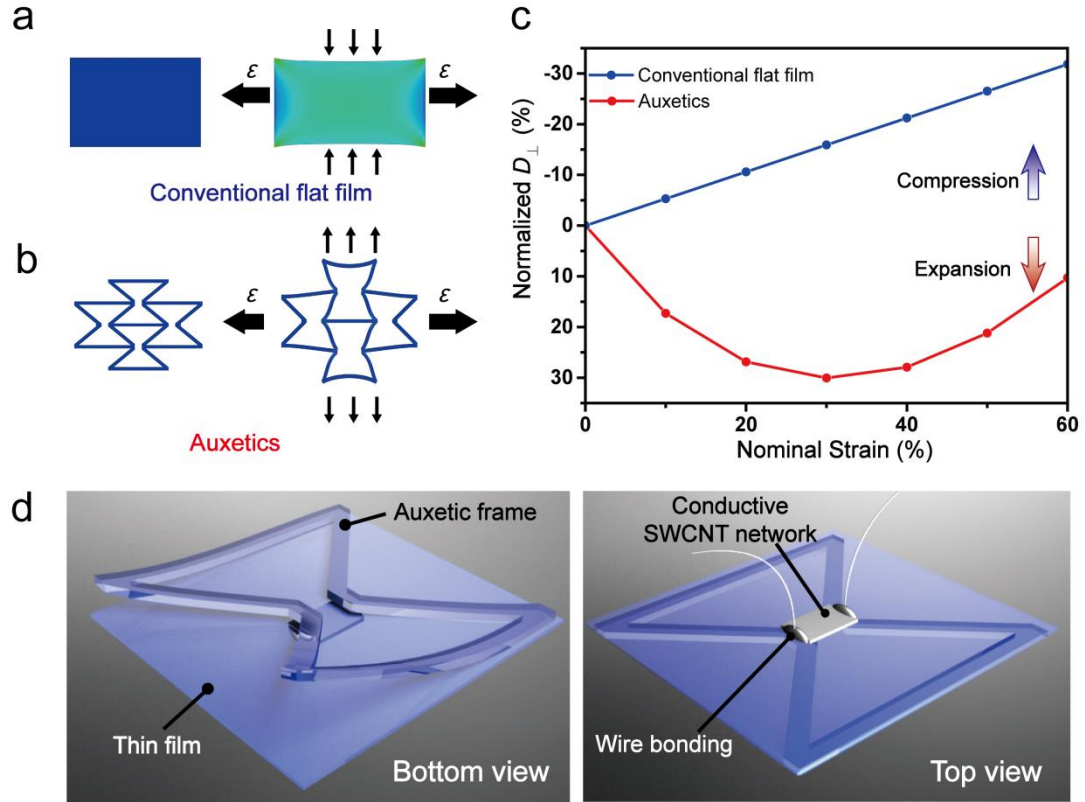 a
ε
ε
Conventional flat film
b
ε
ε
Auxetics
c
Normalized D⊥ (%)
-30
-20
-10
0
10
20
30
Conventional flat film
Auxetics
Compression
Expansion
0
20
40
60
Nominal Strain (%)
d
Auxetic frame
Thin film
Bottom view
Conductive
SWCNT network
Wire bonding
Top view